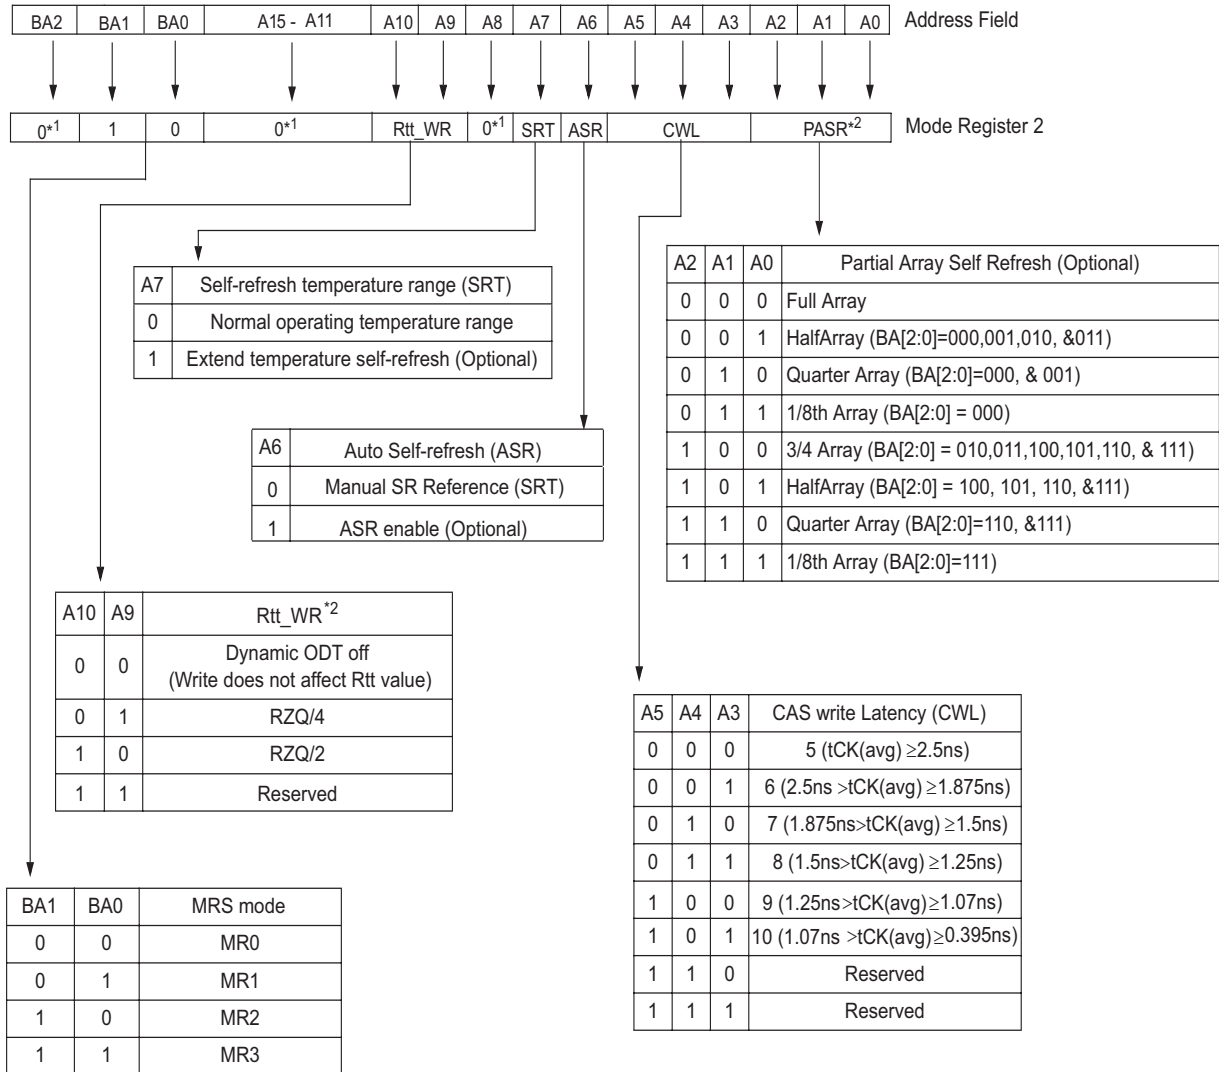 BA2 BA1 BA0 A15 - A11 A10 A9 A8 A7 A6 A5 A4 A3 A2 A1 A0 Address Field
0*1 1 0 0*1 Rtt_WR 0*1 SRT ASR CWL PASR*2 Mode Register 2
A7 Self-refresh temperature range (SRT)
0 Normal operating temperature range
1 Extend temperature self-refresh (Optional)
A2 A1 A0 Partial Array Self Refresh (Optional)
0 0 0 Full Array
0 0 1 HalfArray (BA[2:0]=000,001,010, &011)
0 1 0 Quarter Array (BA[2:0]=000, & 001)
0 1 1 1/8th Array (BA[2:0] = 000)
1 0 0 3/4 Array (BA[2:0] = 010,011,100,101,110, & 111)
1 0 1 HalfArray (BA[2:0] = 100, 101, 110, &111)
1 1 0 Quarter Array (BA[2:0]=110, &111)
1 1 1 1/8th Array (BA[2:0]=111)
A6 Auto Self-refresh (ASR)
0 Manual SR Reference (SRT)
1 ASR enable (Optional)
A10 A9 Rtt_WR*2
0 0 Dynamic ODT off
(Write does not affect Rtt value)
0 1 RZQ/4
1 0 RZQ/2
1 1 Reserved
A5 A4 A3 CAS write Latency (CWL)
0 0 0 5 (tCK(avg) ≥2.5ns)
0 0 1 6 (2.5ns >tCK(avg) ≥1.875ns)
0 1 0 7 (1.875ns>tCK(avg) ≥1.5ns)
0 1 1 8 (1.5ns>tCK(avg) ≥1.25ns)
1 0 0 9 (1.25ns>tCK(avg)≥1.07ns)
1 0 1 10 (1.07ns >tCK(avg)≥0.395ns)
1 1 0 Reserved
1 1 1 Reserved
BA1 BA0 MRS mode
0 0 MR0
0 1 MR1
1 0 MR2
1 1 MR3